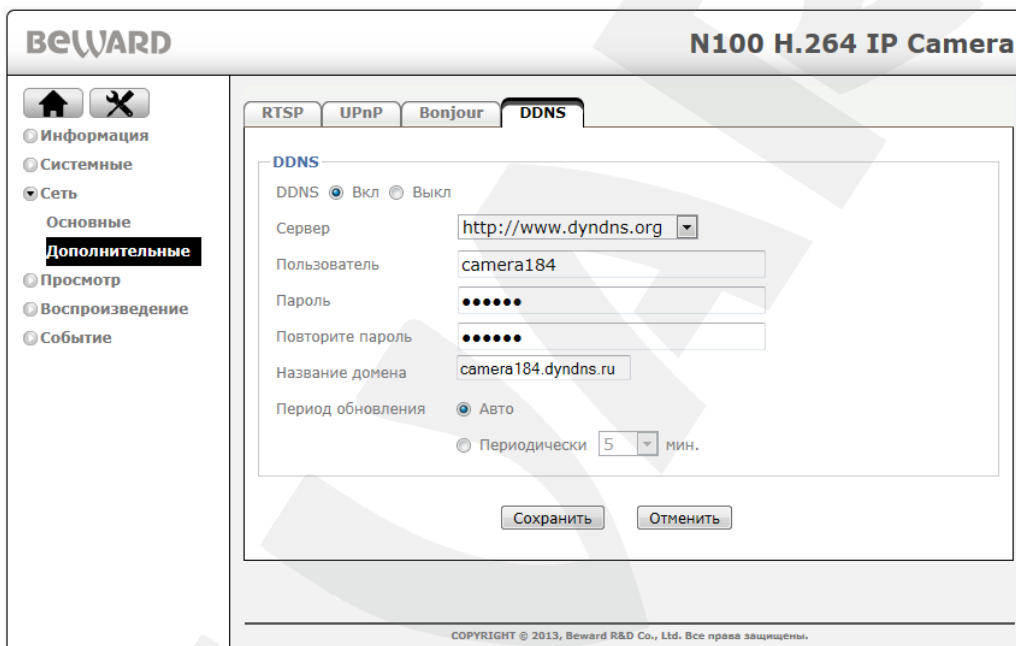 BEWARD
N100 H.264 IP Camera
Информация
Системные
Сеть
Основные
Дополнительные
Просмотр
Воспроизведение
Событие
RTSP UPnP Bonjour DDNS
DDNS
DDNS Вкл Выкл
Сервер http://www.dyndns.org
Пользователь camera184
Пароль ●●●●●●
Повторите пароль ●●●●●●
Название домена camera184.dyndns.ru
Период обновления Авто
Периодически 5 мин.
Сохранить Отменить
COPYRIGHT © 2013, Beward R&D Co., Ltd. Все права защищены.